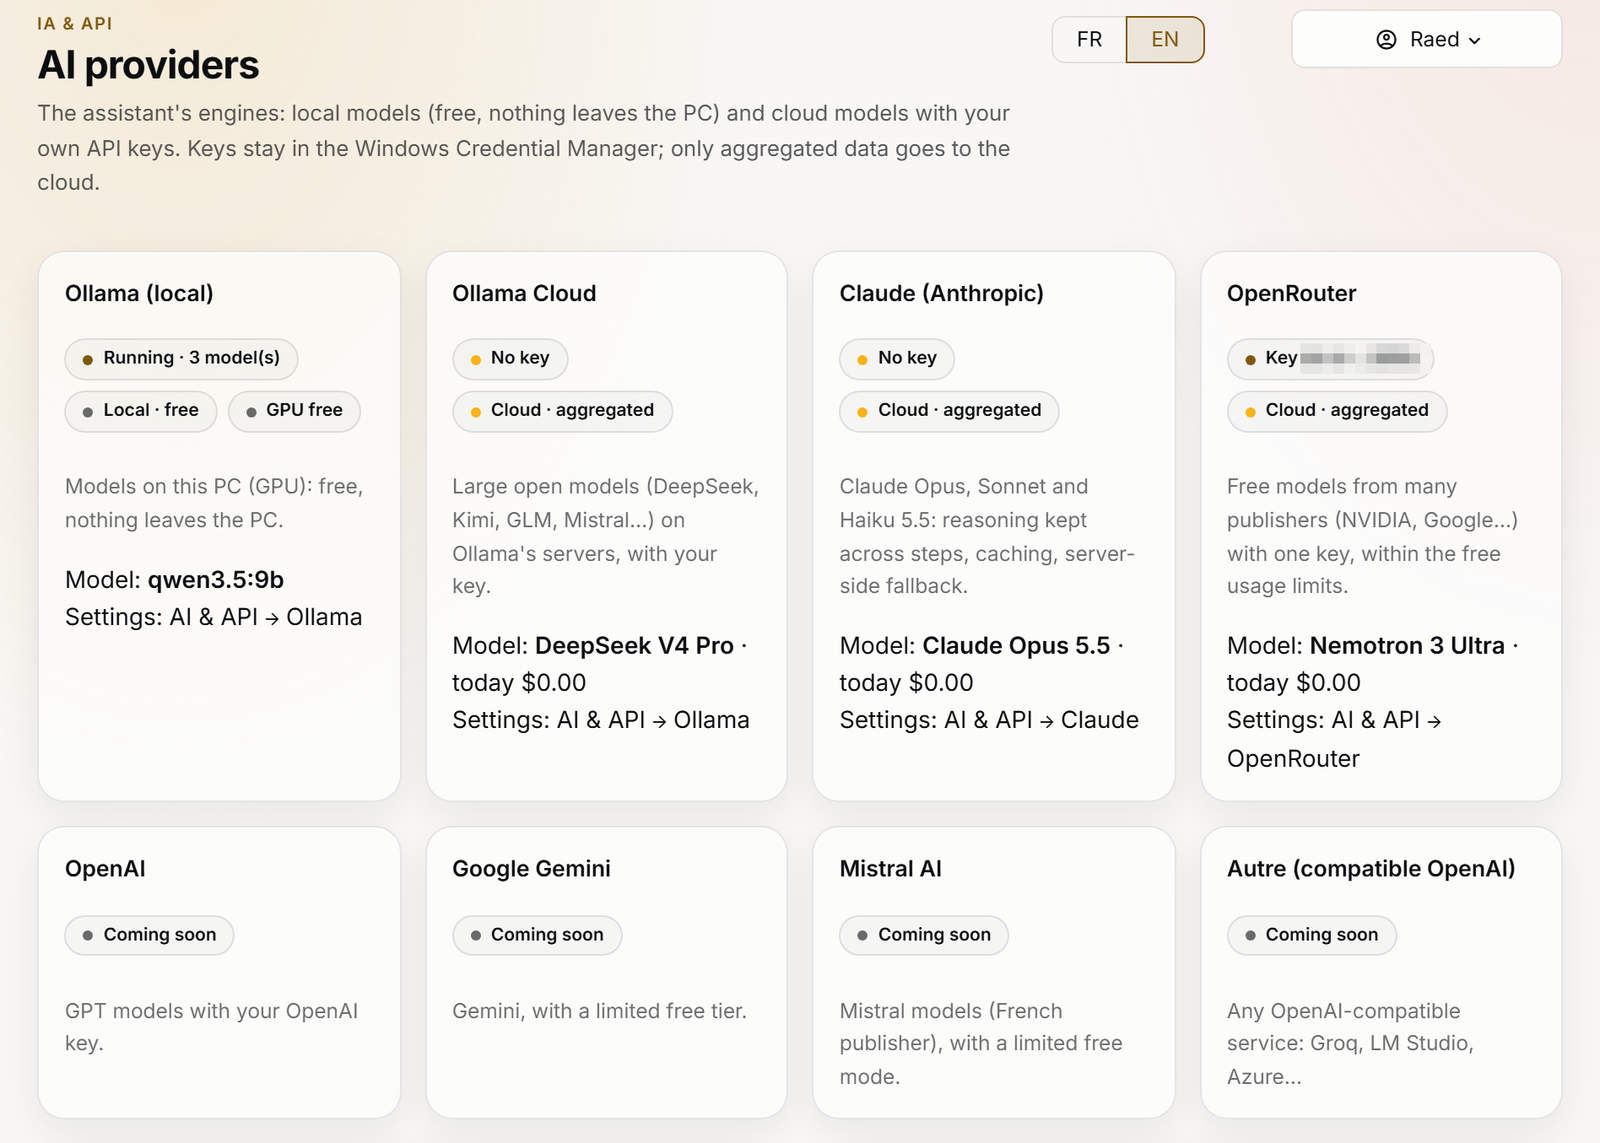 IA & API
AI providers
The assistant's engines: local models (free, nothing leaves the PC) and cloud models with your
own API keys. Keys stay in the Windows Credential Manager; only aggregated data goes to the
cloud.
FR
EN
Raed
Ollama (local)
Running · 3 model(s)
Local · free
GPU free
Models on this PC (GPU): free,
nothing leaves the PC.
Model: qwen3.5:9b
Settings: AI & API → Ollama
Ollama Cloud
No key
Cloud · aggregated
Large open models (DeepSeek,
Kimi, GLM, Mistral...) on
Ollama's servers, with your
key.
Model: DeepSeek V4 Pro ·
today $0.00
Settings: AI & API → Ollama
Claude (Anthropic)
No key
Cloud · aggregated
Claude Opus, Sonnet and
Haiku 5.5: reasoning kept
across steps, caching, server-
side fallback.
Model: Claude Opus 5.5 ·
today $0.00
Settings: AI & API → Claude
OpenRouter
Key
Cloud · aggregated
Free models from many
publishers (NVIDIA, Google...)
with one key, within the free
usage limits.
Model: Nemotron 3 Ultra ·
today $0.00
Settings: AI & API →
OpenRouter
OpenAI
Coming soon
GPT models with your OpenAI
key.
Google Gemini
Coming soon
Gemini, with a limited free tier.
Mistral AI
Coming soon
Mistral models (French
publisher), with a limited free
mode.
Autre (compatible OpenAI)
Coming soon
Any OpenAI-compatible
service: Groq, LM Studio,
Azure...